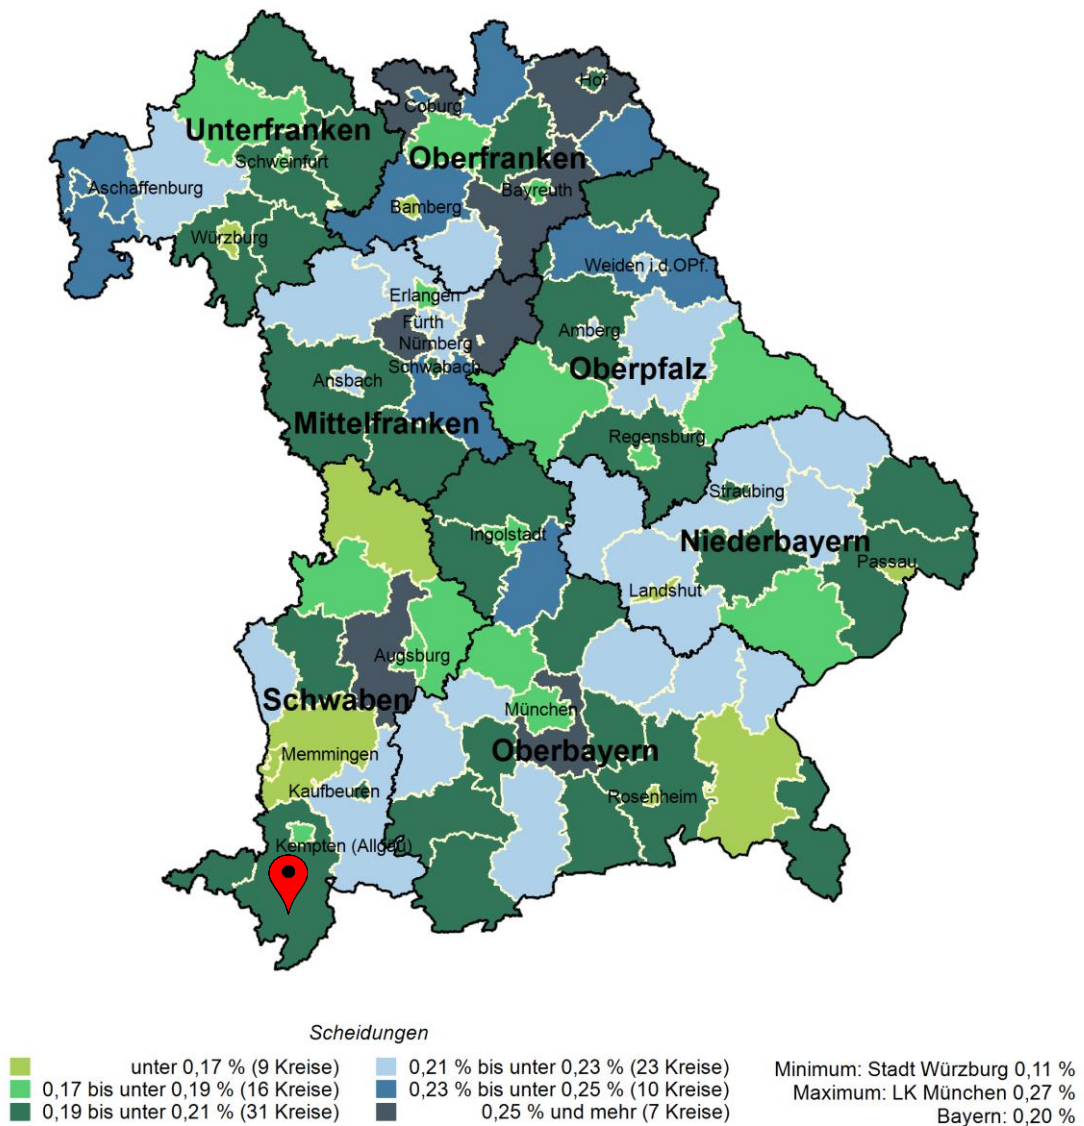 Hof
Coburg
Unterfranken
Oberfranken
Schweinfurt
Aschaffenburg
Bayreuth
Bamberg
Würzburg
Weiden i.d.OPf.
Erlangen
Fürth
Amberg
Nürnberg
Schwabach
Oberpfalz
Ansbach
Mittelfranken
Regensburg
Straubing
Ingolstadt
Niederbayern
Passau
Landshut
Augsburg
Schwaben
München
Oberbayern
Memmingen
Kaufbeuren
Rosenheim
Kempten (Allgäu)
Scheidungen
unter 0,17 % (9 Kreise)
0,17 bis unter 0,19 % (16 Kreise)
0,19 bis unter 0,21 % (31 Kreise)
0,21 % bis unter 0,23 % (23 Kreise)
0,23 % bis unter 0,25 % (10 Kreise)
0,25 % und mehr (7 Kreise)
Minimum: Stadt Würzburg 0,11 %
Maximum: LK München 0,27 %
Bayern: 0,20 %